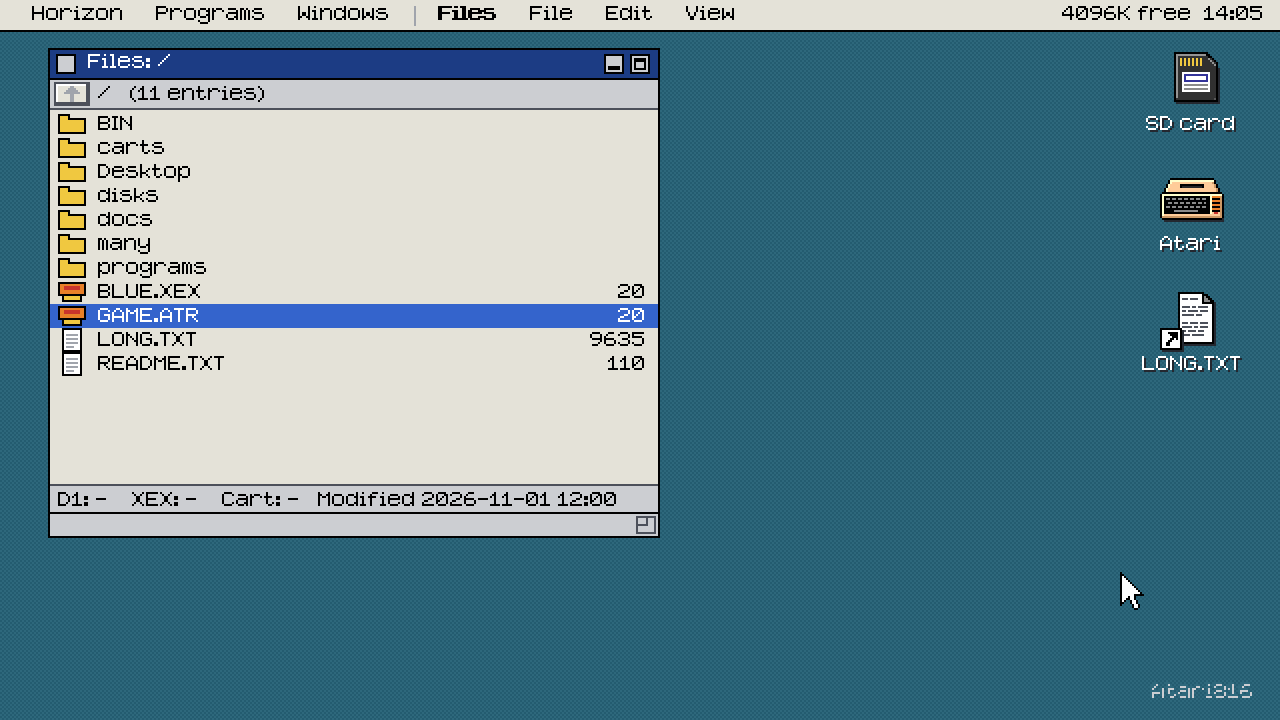 Horizon Programs Windows | Files File Edit View 4096K free 14:05
Files: /
/ (11 entries)
BIN
carts
Desktop
disks
docs
many
programs
BLUE.XEX 20
GAME.ATR 20
LONG.TXT 9635
README.TXT 110
D1: - XEX: - Cart: - Modified 2026-11-01 12:00
SD card
Atari
LONG.TXT
Atari816